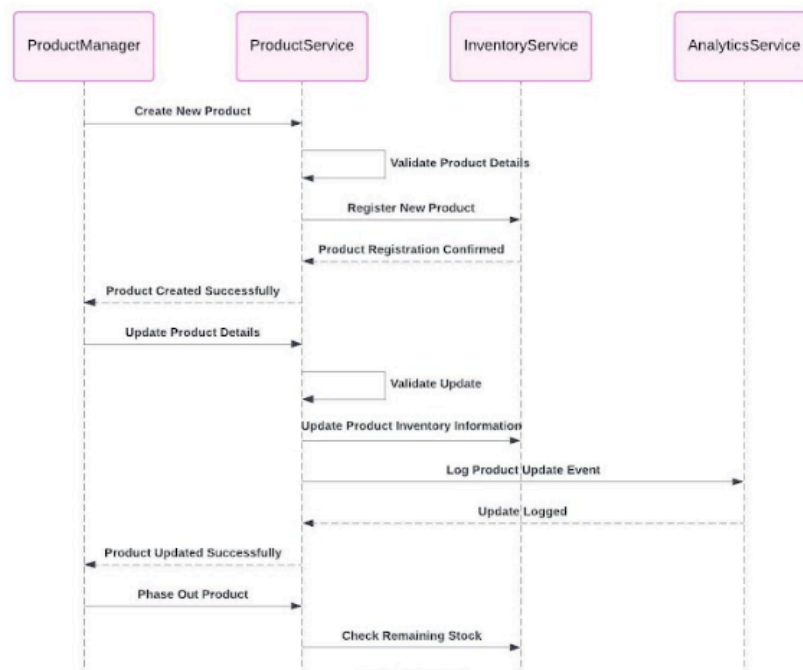 ProductManager
ProductService
InventoryService
AnalyticsService
Create New Product
Validate Product Details
Register New Product
Product Registration Confirmed
Product Created Successfully
Update Product Details
Validate Update
Update Product Inventory Information
Log Product Update Event
Update Logged
Product Updated Successfully
Phase Out Product
Check Remaining Stock